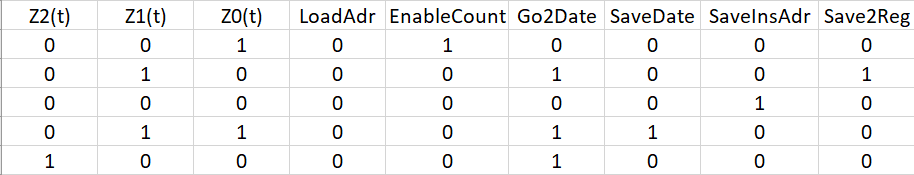 Z2(t) Z1(t) Z0(t) LoadAdr EnableCount Go2Date SaveDate SaveInsAdr Save2Reg
0 0 1 0 1 0 0 0 0
0 1 0 0 0 1 0 0 1
0 0 0 0 0 0 0 1 0
0 1 1 0 0 1 1 0 0
1 0 0 0 0 1 0 0 0